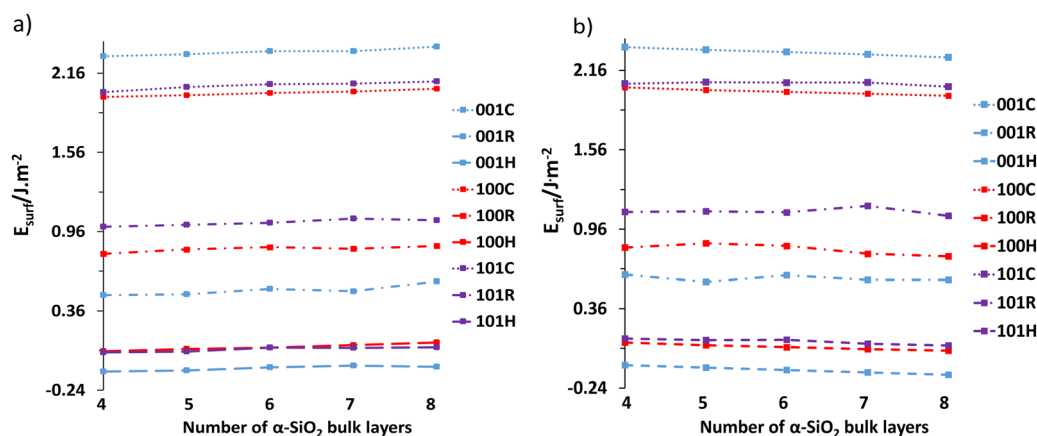 a)
E_surf/J.m⁻²
2.16
1.56
0.96
0.36
-0.24
4 5 6 7 8
Number of α-SiO₂ bulk layers
001C
001R
001H
100C
100R
100H
101C
101R
101H
b)
E_surf/J·m⁻²
2.16
1.56
0.96
0.36
-0.24
4 5 6 7 8
Number of α-SiO₂ bulk layers
001C
001R
001H
100C
100R
100H
101C
101R
101H